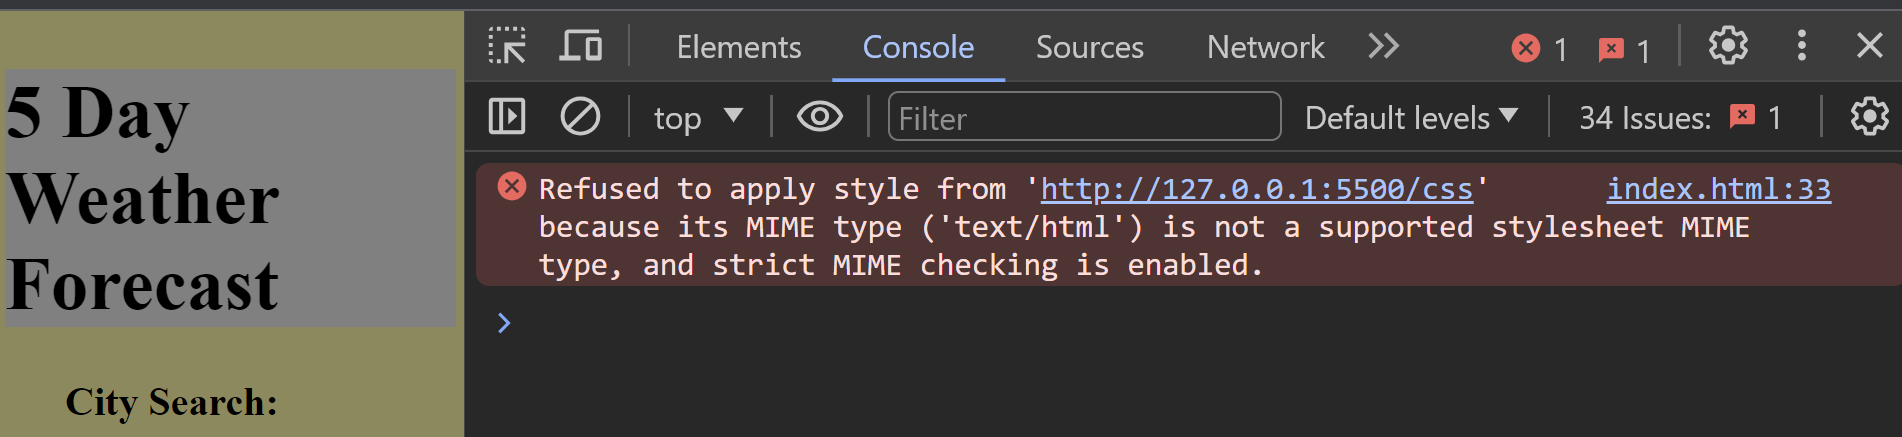 5 Day
Weather
Forecast
City Search:
Elements Console Sources Network 1 1
top Filter Default levels 34 Issues: 1
Refused to apply style from 'http://127.0.0.1:5500/css' index.html:33
because its MIME type ('text/html') is not a supported stylesheet MIME
type, and strict MIME checking is enabled.